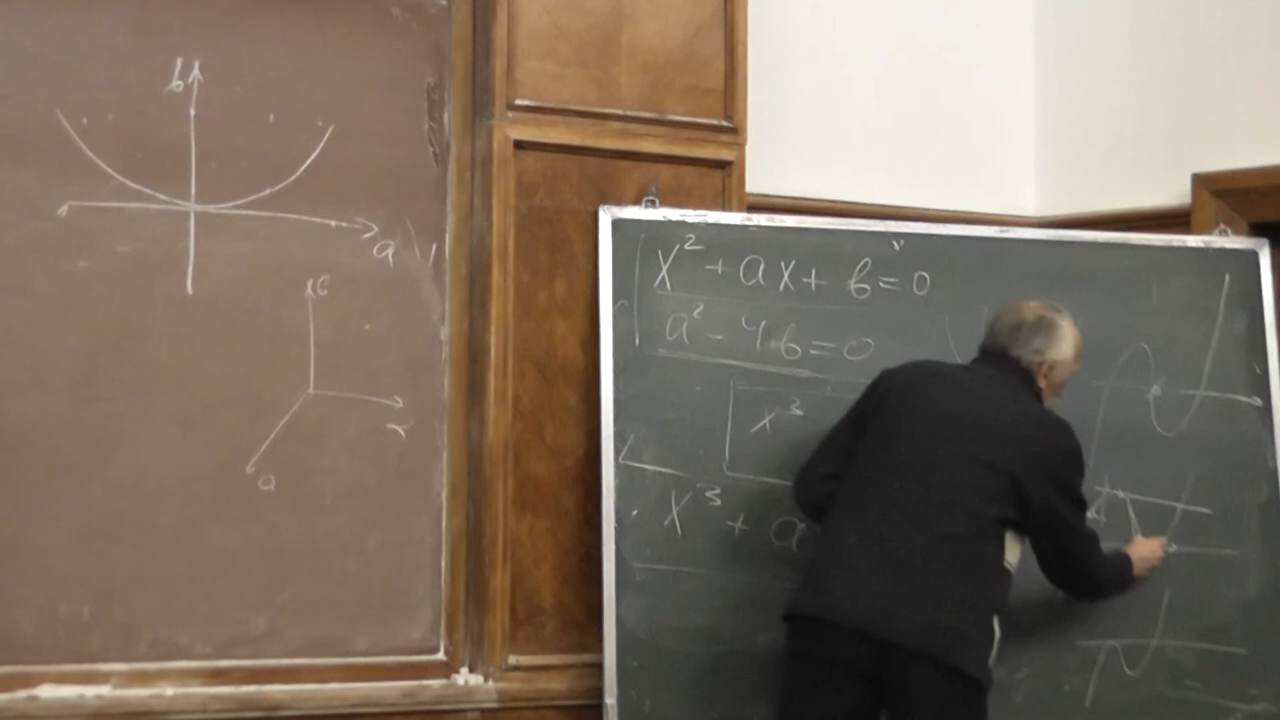 b
a
c
x
a
x² + ax + b = 0
a² - 4b = 0
x³
x³ + a